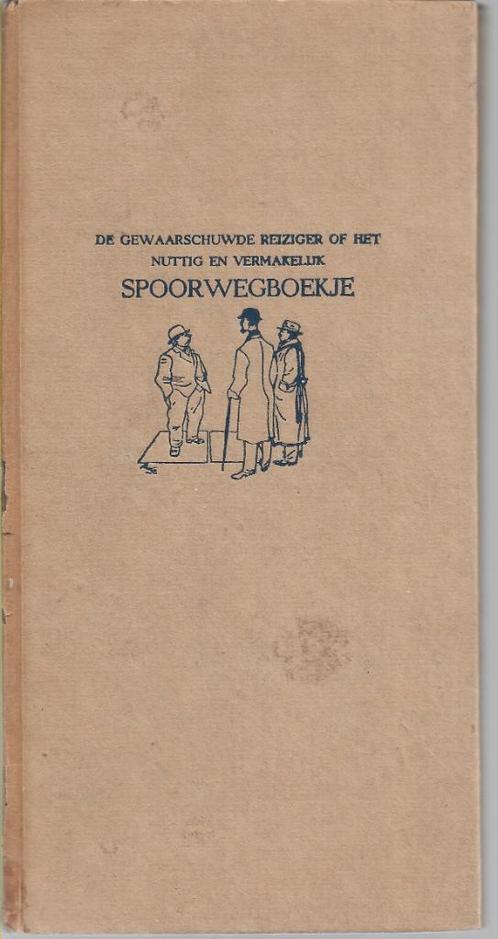 DE GEWAARSCHUWDE REIZIGER OF HET
NUTTIG EN VERMAKELIJK
SPOORWEGBOEKJE